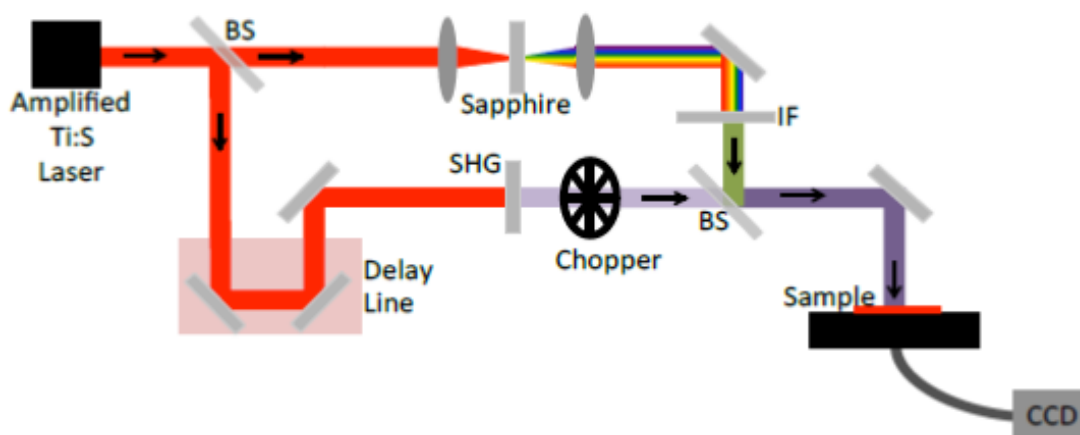 BS
Amplified
Ti:S
Laser
Sapphire
IF
SHG
BS
Chopper
Delay
Line
Sample
CCD